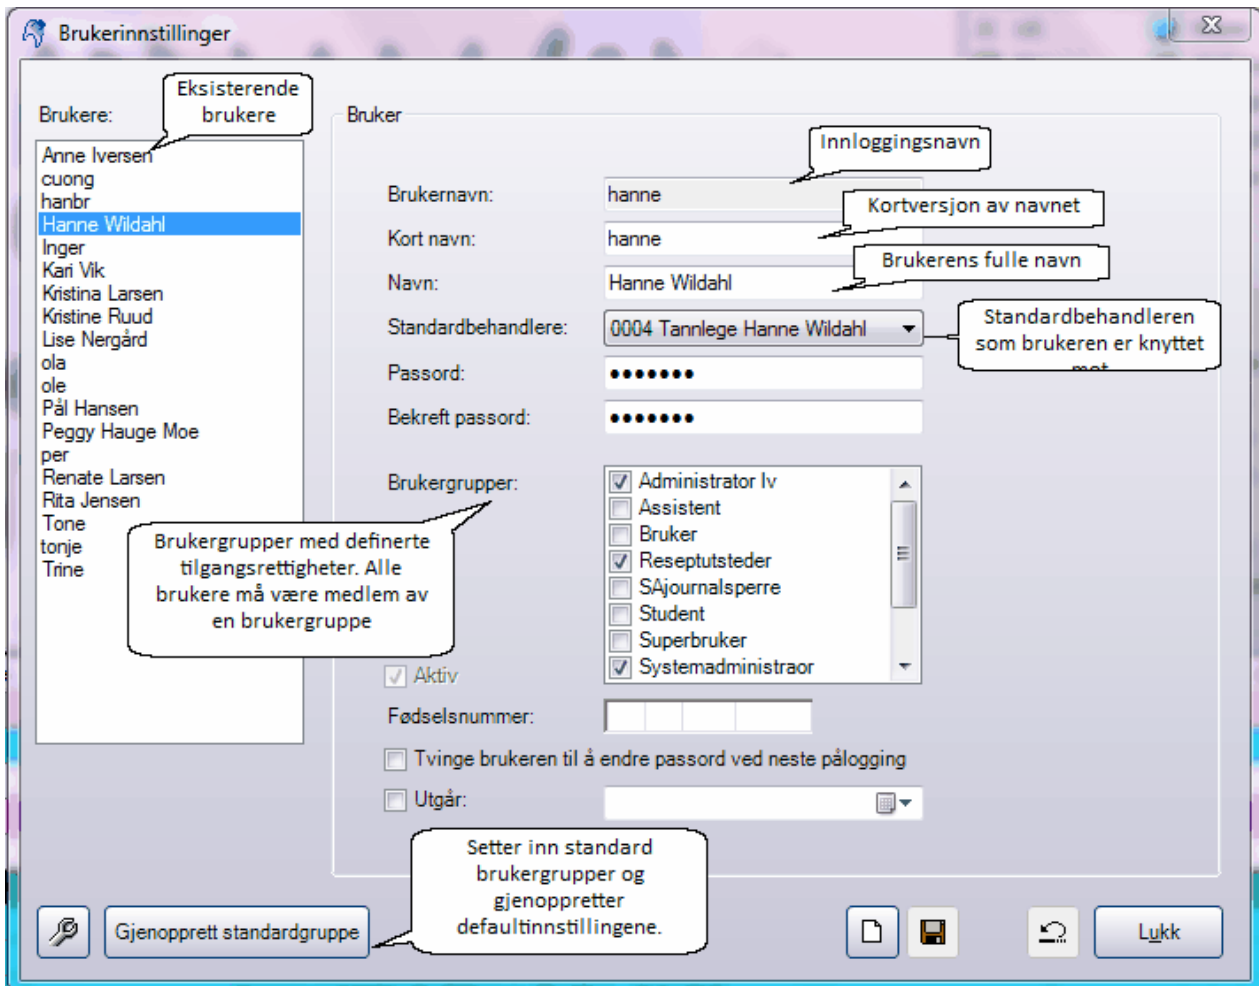 Brukerinnstillinger
Eksisterende
brukere
Brukere:
Anne Iversen
cuong
hanbr
Hanne Wildahl
Inger
Kari Vik
Kristina Larsen
Kristine Ruud
Lise Nergård
ola
ole
Pål Hansen
Peggy Hauge Moe
per
Renate Larsen
Rita Jensen
Tone
tonje
Trine
Bruker
Innloggingsnavn
Brukernavn:
hanne
Kortversjon av navnet
Kort navn:
hanne
Brukerens fulle navn
Navn:
Hanne Wildahl
Standardbehandlere:
0004 Tannlege Hanne Wildahl
Standardbehandleren
som brukeren er knyttet
mot
Passord:
●●●●●●●
Bekreft passord:
●●●●●●●
Brukergrupper:
Administrator lv
Assistent
Bruker
Reseptutsteder
SAjournalsperre
Student
Superbruker
Systemadministraor
Brukergrupper med definerte
tilgangsrettigheter. Alle
brukere må være medlem av
en brukergruppe
Aktiv
Fødselsnummer:
Tvinge brukeren til å endre passord ved neste pålogging
Utgår:
Setter inn standard
brukergrupper og
gjenoppretter
defaultinnstillingene.
Gjenopprett standardgruppe
Lukk